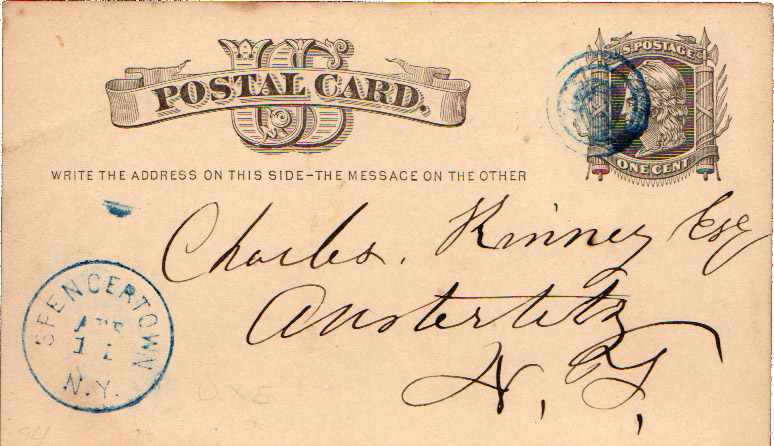 US
POSTAL CARD.
U.S. POSTAGE
ONE CENT
WRITE THE ADDRESS ON THIS SIDE–THE MESSAGE ON THE OTHER
Charles. Kinney Esq
Austerlitz
N. Y,
SPENCERTOWN
N.Y.